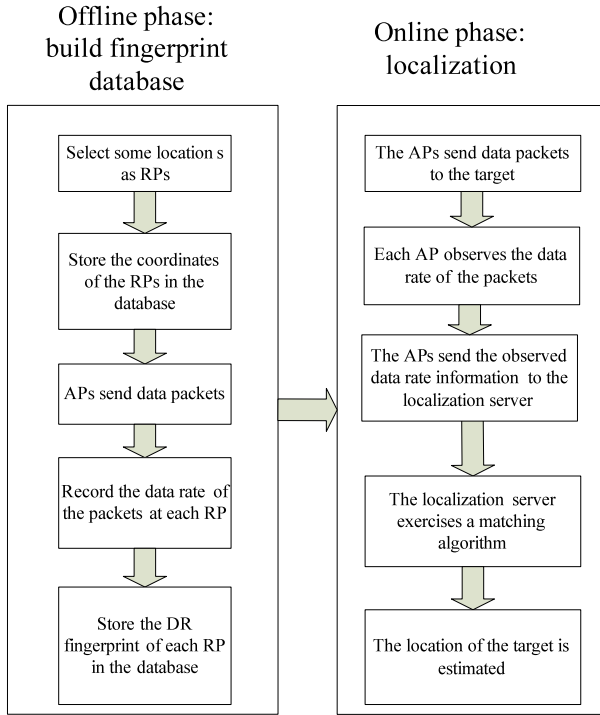 Offline phase:
build fingerprint
database
Select some location s
as RPs
Store the coordinates
of the RPs in the
database
APs send data packets
Record the data rate of
the packets at each RP
Store the DR
fingerprint of each RP
in the database
Online phase:
localization
The APs send data packets
to the target
Each AP observes the data
rate of the packets
The APs send the observed
data rate information to the
localization server
The localization server
exercises a matching
algorithm
The location of the target is
estimated